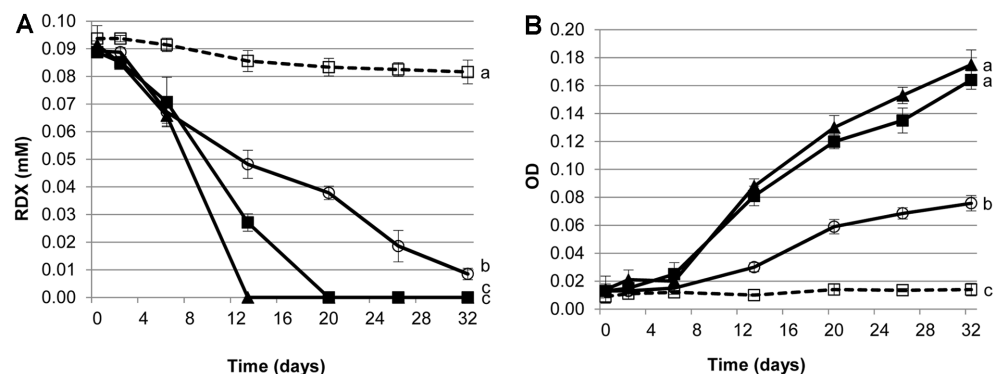 A
RDX (mM)
0.10
0.09
0.08
0.07
0.06
0.05
0.04
0.03
0.02
0.01
0.00
a
b
c
c
0 4 8 12 16 20 24 28 32
Time (days)
B
OD
0.20
0.18
0.16
0.14
0.12
0.10
0.08
0.06
0.04
0.02
0.00
a
a
b
c
0 4 8 12 16 20 24 28 32
Time (days)